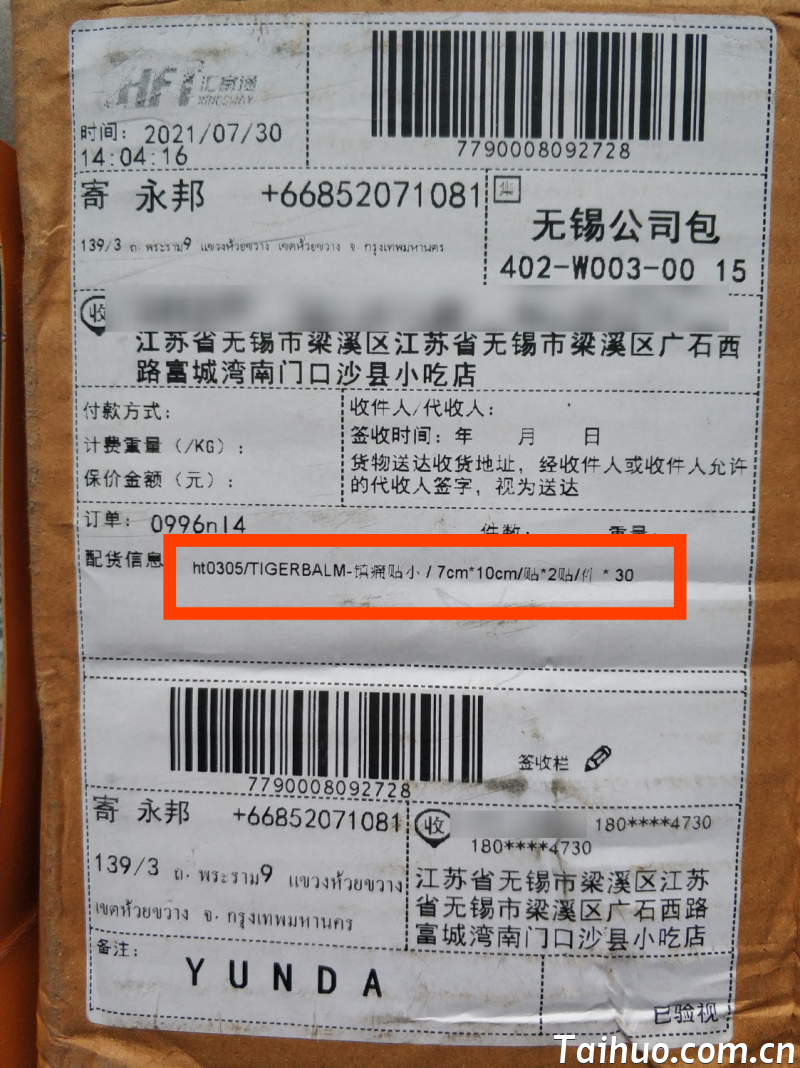 HFT 汇富通
XINGSWAY
时间：2021/07/30
14:04:16
7790008092728
寄 永邦 +66852071081
139/3 ถ. พระราม9 แขวงห้วยขวาง เขตห้วยขวาง จ. กรุงเทพมหานคร
集
无锡公司包
402-W003-00 15
收
江苏省无锡市梁溪区江苏省无锡市梁溪区广石西
路富城湾南门口沙县小吃店
付款方式：
计费重量（/KG）：
保价金额（元）：
收件人/代收人：
签收时间：年 月 日
货物送达收货地址，经收件人或收件人允许
的代收人签字，视为送达
订单：0996nl4 件数： 重量：
配货信息
ht0305/TIGERBALM-镇痛贴小 / 7cm*10cm/贴*2贴/件 * 30
签收栏
7790008092728
寄 永邦 +66852071081
139/3 ถ. พระราม9 แขวงห้วยขวาง
เขตห้วยขวาง จ. กรุงเทพมหานคร
收 180****4730
180****4730
江苏省无锡市梁溪区江苏
省无锡市梁溪区广石西路
富城湾南门口沙县小吃店
备注：
YUNDA
已验视
Taihuo.com.cn